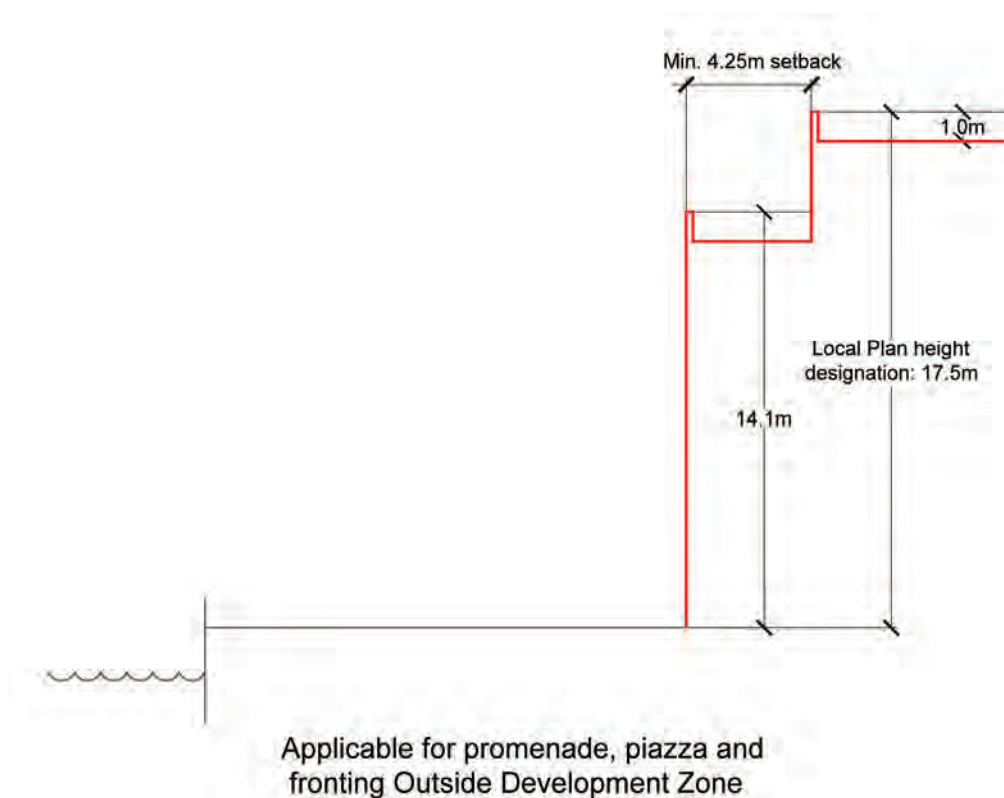 Min. 4.25m setback
1.0m
Local Plan height
designation: 17.5m
14.1m
Applicable for promenade, piazza and
fronting Outside Development Zone